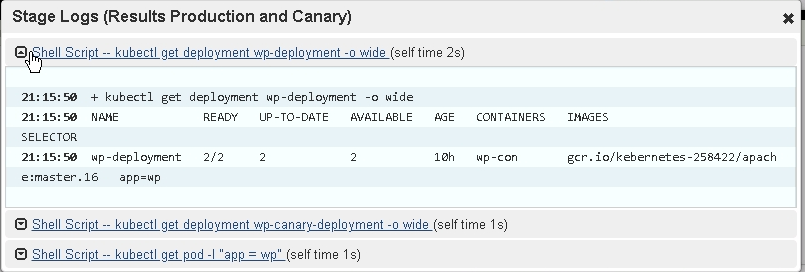 Stage Logs (Results Production and Canary)
Shell Script -- kubectl get deployment wp-deployment -o wide (self time 2s)
21:15:50 + kubectl get deployment wp-deployment -o wide
21:15:50 NAME READY UP-TO-DATE AVAILABLE AGE CONTAINERS IMAGES
SELECTOR
21:15:50 wp-deployment 2/2 2 2 10h wp-con gcr.io/kebernetes-258422/apach
e:master.16 app=wp
Shell Script -- kubectl get deployment wp-canary-deployment -o wide (self time 1s)
Shell Script -- kubectl get pod -l "app = wp" (self time 1s)